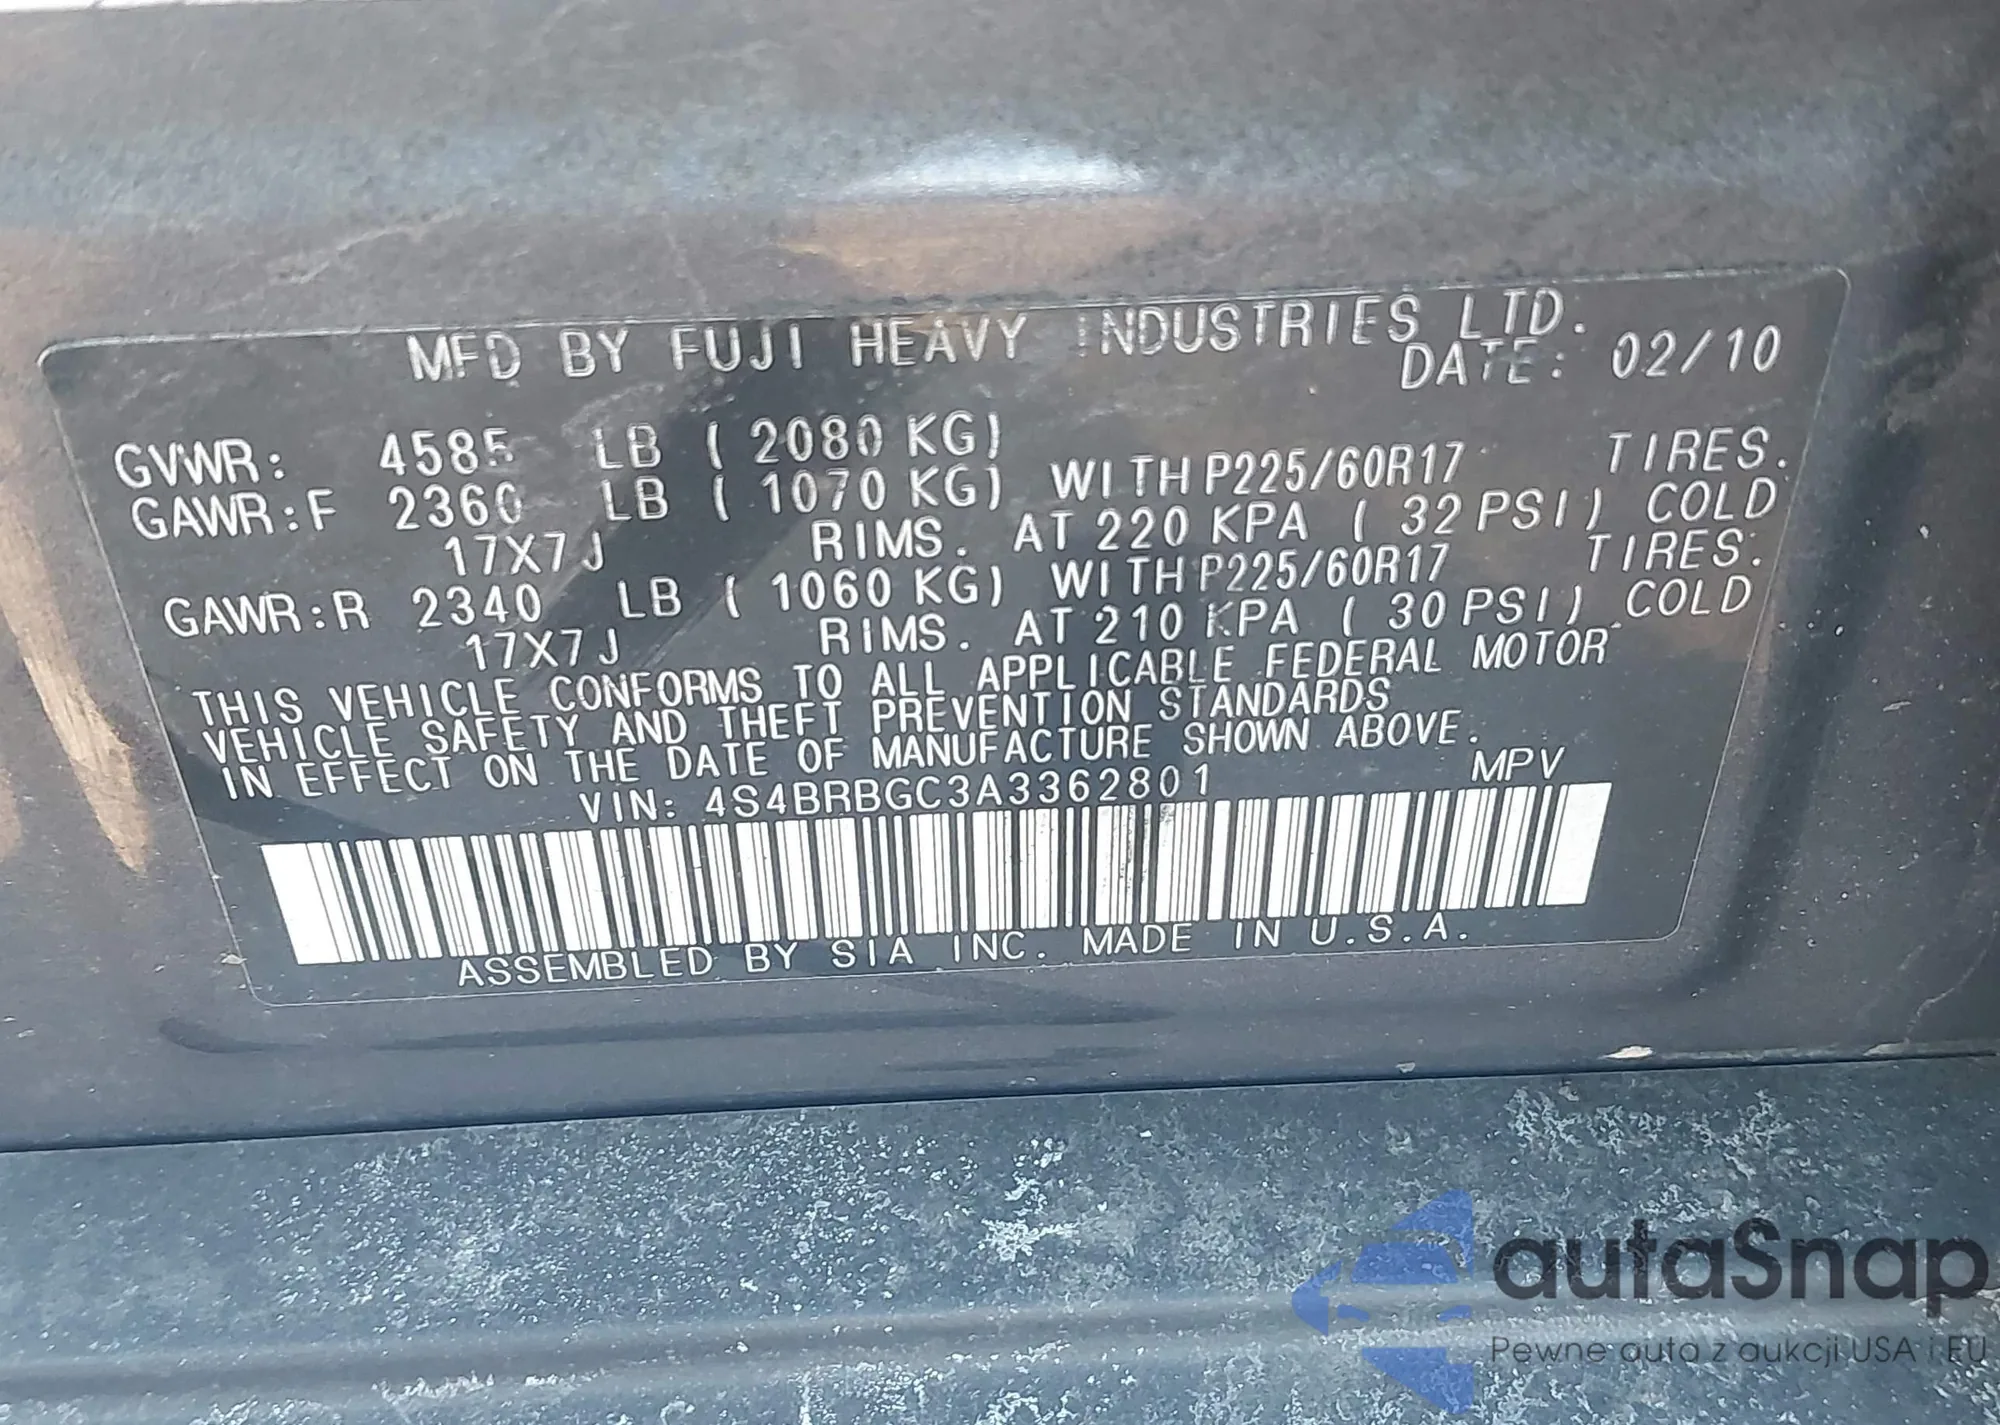 MFD BY FUJI HEAVY INDUSTRIES LTD.
DATE: 02/10
GVWR: 4585 LB ( 2080 KG)
GAWR:F 2360 LB ( 1070 KG) WITH P225/60R17 TIRES.
17X7J RIMS. AT 220 KPA ( 32 PSI) COLD
GAWR:R 2340 LB ( 1060 KG) WITH P225/60R17 TIRES.
17X7J RIMS. AT 210 KPA ( 30 PSI) COLD.
THIS VEHICLE CONFORMS TO ALL APPLICABLE FEDERAL MOTOR
VEHICLE SAFETY AND THEFT PREVENTION STANDARDS
IN EFFECT ON THE DATE OF MANUFACTURE SHOWN ABOVE.
VIN: 4S4BRBGC3A3362801 MPV
ASSEMBLED BY SIA INC. MADE IN U.S.A.
autaSnap
Pewne auta z aukcji USA i EU